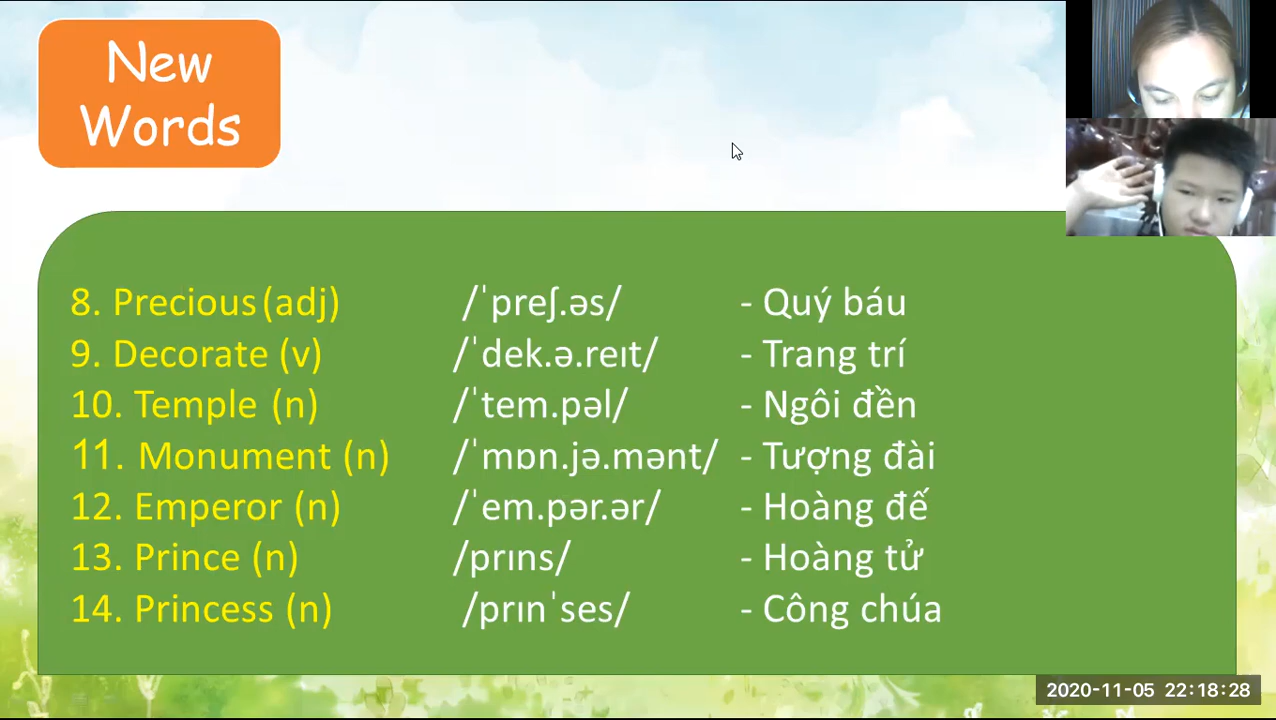 New
Words
8. Precious (adj) /ˈpreʃ.əs/ - Quý báu
9. Decorate (v) /ˈdek.ə.reɪt/ - Trang trí
10. Temple (n) /ˈtem.pəl/ - Ngôi đền
11. Monument (n) /ˈmɒn.jə.mənt/ - Tượng đài
12. Emperor (n) /ˈem.pər.ər/ - Hoàng đế
13. Prince (n) /prɪns/ - Hoàng tử
14. Princess (n) /prɪnˈses/ - Công chúa
2020-11-05 22:18:28